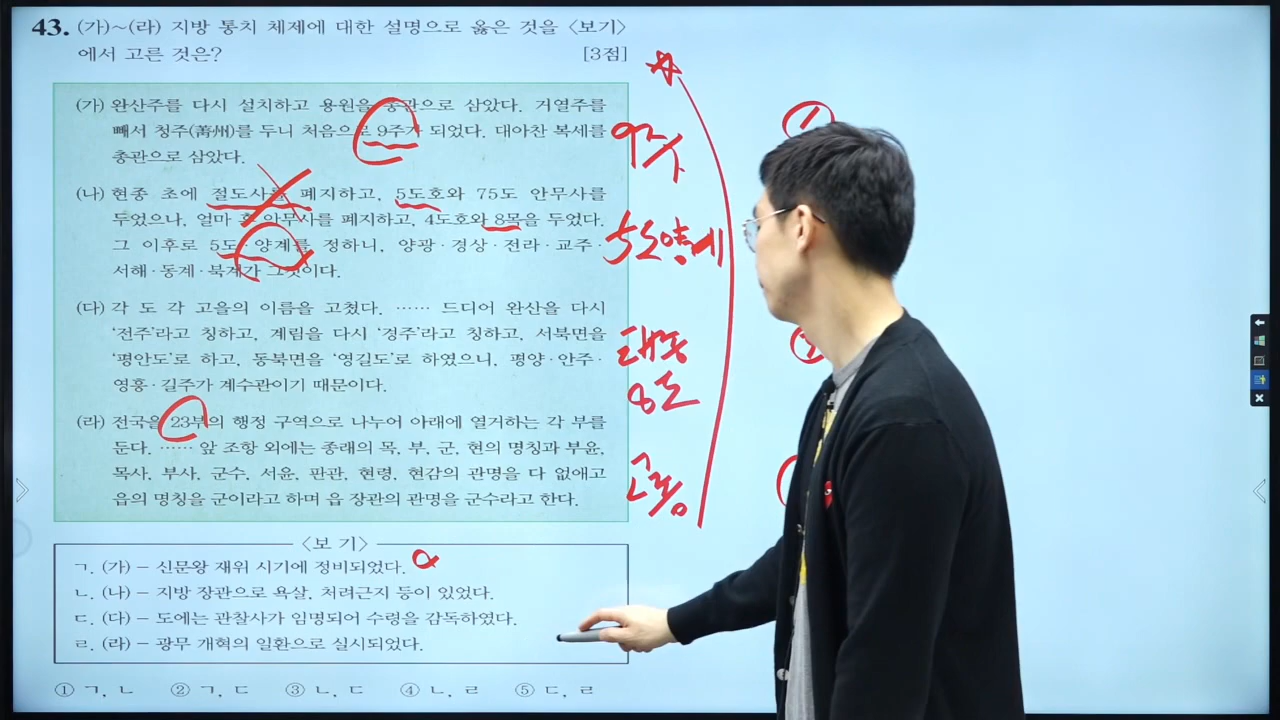 43. (가)~(라) 지방 통치 체제에 대한 설명으로 옳은 것을 <보기>
에서 고른 것은? [3점]
(가) 완산주를 다시 설치하고 용원을 총관으로 삼았다. 거열주를
빼서 청주(菁州)를 두니 처음으로 9주가 되었다. 대아찬 복세를
총관으로 삼았다.
(나) 현종 초에 절도사를 폐지하고, 5도호와 75도 안무사를
두었으나, 얼마 후 안무사를 폐지하고, 4도호와 8목을 두었다.
그 이후로 5도·양계를 정하니, 양광·경상·전라·교주·
서해·동계·북계가 그것이다.
(다) 각 도 각 고을의 이름을 고쳤다. …… 드디어 완산을 다시
'전주'라고 칭하고, 계림을 다시 '경주'라고 칭하고, 서북면을
'평안도'로 하고, 동북면을 '영길도'로 하였으니, 평양·안주·
영흥·길주가 계수관이기 때문이다.
(라) 전국을 23부의 행정 구역으로 나누어 아래에 열거하는 각 부를
둔다. …… 앞 조항 외에는 종래의 목, 부, 군, 현의 명칭과 부윤,
목사, 부사, 군수, 서윤, 판관, 현령, 현감의 관명을 다 없애고
읍의 명칭을 군이라고 하며 읍 장관의 관명을 군수라고 한다.
<보 기>
ㄱ. (가) - 신문왕 재위 시기에 정비되었다.
ㄴ. (나) - 지방 장관으로 욕살, 처려근지 등이 있었다.
ㄷ. (다) - 도에는 관찰사가 임명되어 수령을 감독하였다.
ㄹ. (라) - 광무 개혁의 일환으로 실시되었다.
① ㄱ, ㄴ ② ㄱ, ㄷ ③ ㄴ, ㄷ ④ ㄴ, ㄹ ⑤ ㄷ, ㄹ
9주
5도양계
태종
8도
고종
①
②